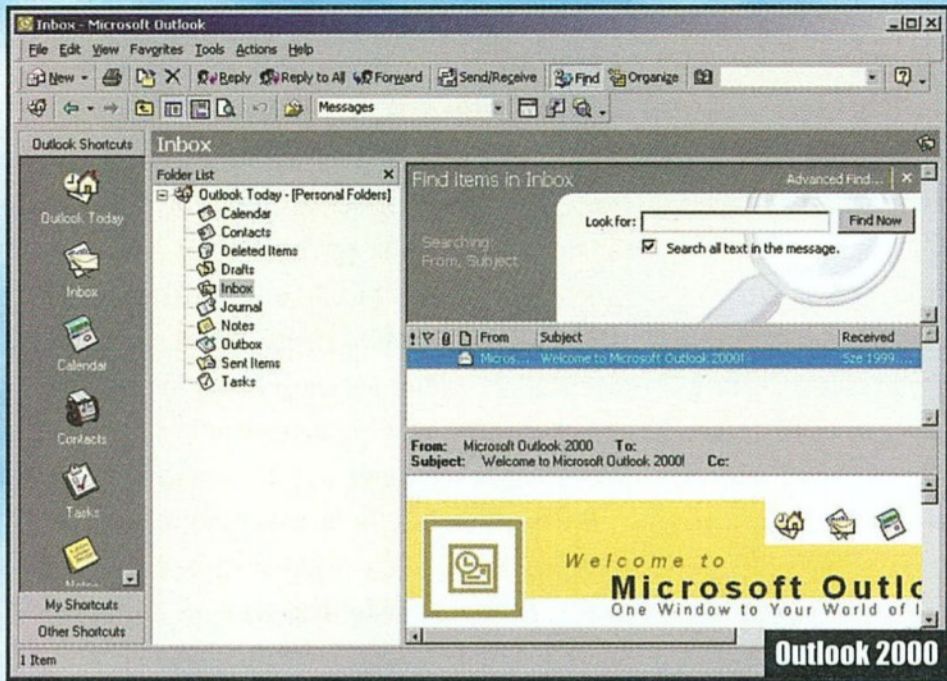 Inbox - Microsoft Outlook
File Edit View Favorites Tools Actions Help
New Reply Reply to All Forward Send/Receive Find Organize
Messages
Outlook Shortcuts
Outlook Today
Inbox
Calendar
Contacts
Tasks
Notes
My Shortcuts
Other Shortcuts
Inbox
Folder List
Outlook Today - [Personal Folders]
Calendar
Contacts
Deleted Items
Drafts
Inbox
Journal
Notes
Outbox
Sent Items
Tasks
Find items in Inbox Advanced Find...
Searching:
From, Subject
Look for: Find Now
Search all text in the message.
From Subject Received
Micros... Welcome to Microsoft Outlook 2000! Sze 1999....
From: Microsoft Outlook 2000 To:
Subject: Welcome to Microsoft Outlook 2000! Cc:
Welcome to
Microsoft Outlo
One Window to Your World of I
1 Item
Outlook 2000